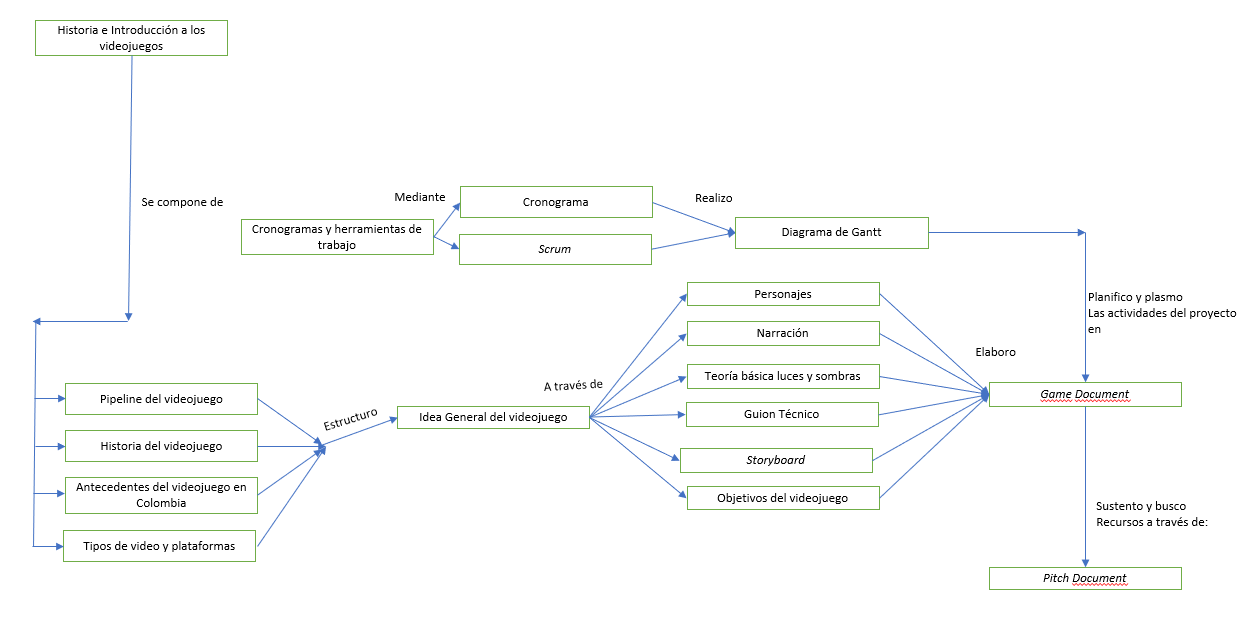 Historia e Introducción a los
videojuegos
Se compone de
Mediante
Cronograma
Realizo
Cronogramas y herramientas de
trabajo
Scrum
Diagrama de Gantt
Planifico y plasmo
Las actividades del proyecto
en
Personajes
Narración
Elaboro
Teoría básica luces y sombras
A través de
Game Document
Pipeline del videojuego
Estructuro
Idea General del videojuego
Guion Técnico
Historia del videojuego
Storyboard
Antecedentes del videojuego en
Colombia
Objetivos del videojuego
Sustento y busco
Recursos a través de:
Tipos de video y plataformas
Pitch Document